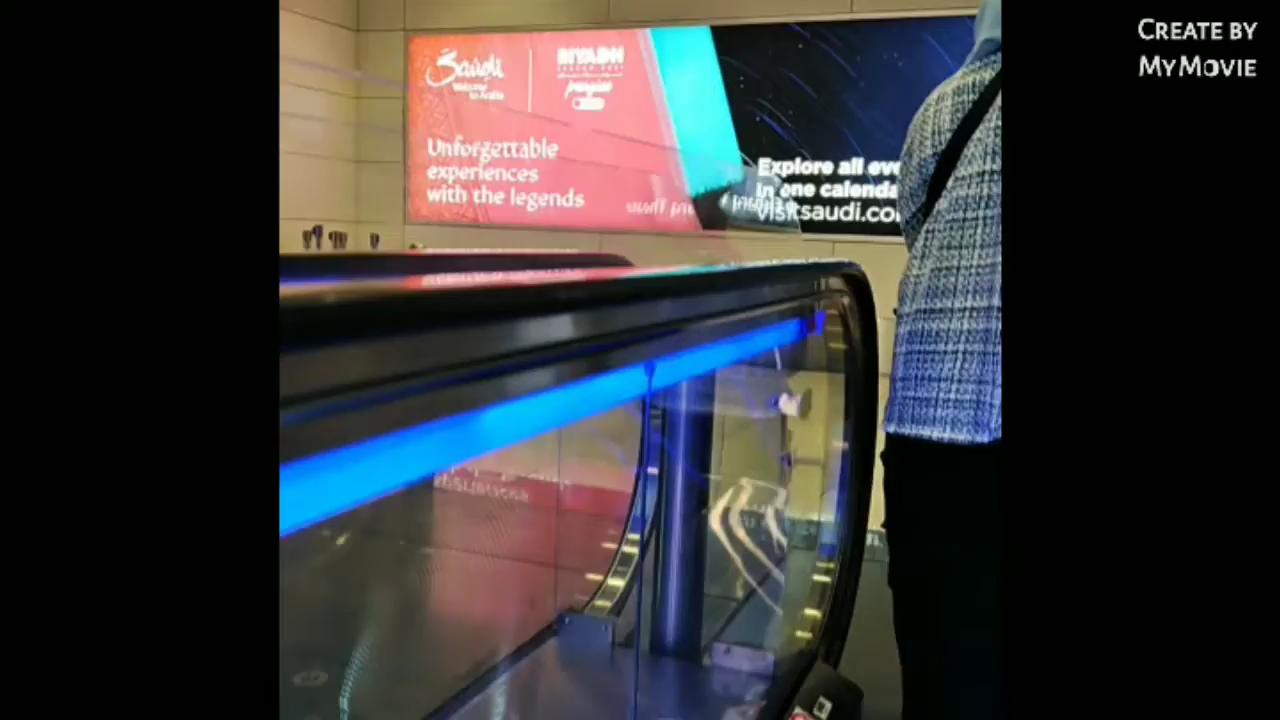 CREATE BY
MYMOVIE
Saudi
Welcome
to Arabia
RIYADH
Unforgettable
experiences
with the legends
Explore all eve
in one calenda
visitsaudi.co